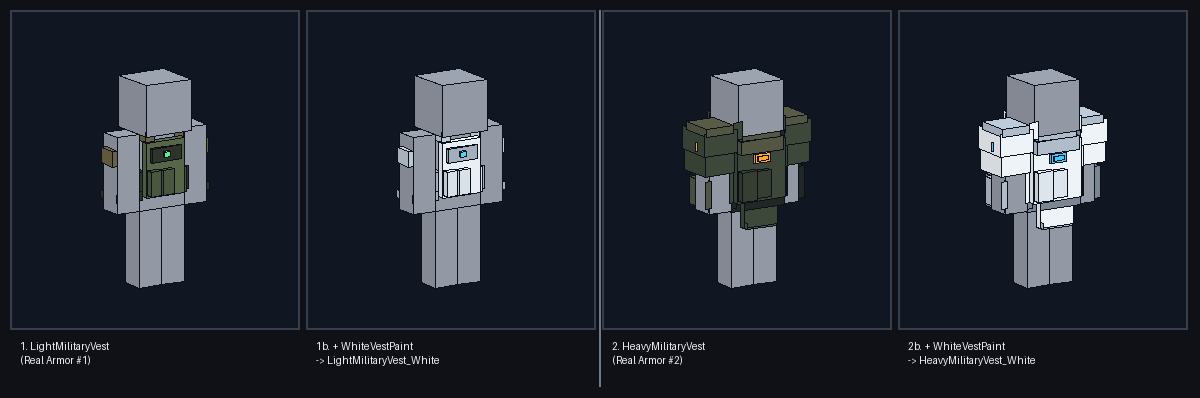 1. LightMilitaryVest
(Real Armor #1)
1b. + WhiteVestPaint
-> LightMilitaryVest_White
2. HeavyMilitaryVest
(Real Armor #2)
2b. + WhiteVestPaint
-> HeavyMilitaryVest_White